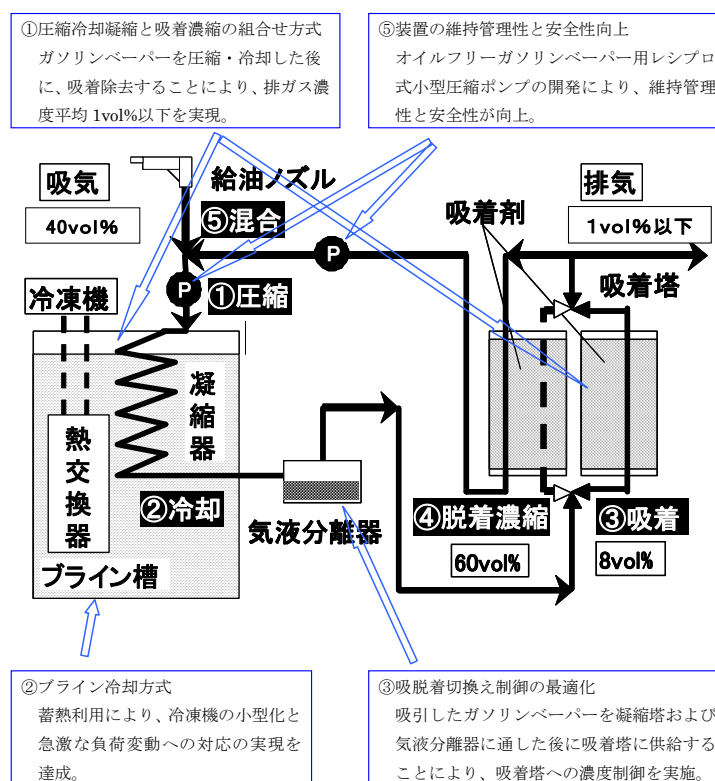 ①圧縮冷却凝縮と吸着濃縮の組合せ方式
ガソリンベーパーを圧縮・冷却した後
に、吸着除去することにより、排ガス濃
度平均 1vol%以下を実現。
⑤装置の維持管理性と安全性向上
オイルフリーガソリンベーパー用レシプロ
式小型圧縮ポンプの開発により、維持管理
性と安全性が向上。
吸気
40vol%
給油ノズル
⑤混合
P
P
①圧縮
吸着剤
排気
1vol%以下
吸着塔
冷凍機
凝縮器
熱交換器
②冷却
ブライン槽
気液分離器
④脱着濃縮
60vol%
③吸着
8vol%
②ブライン冷却方式
蓄熱利用により、冷凍機の小型化と
急激な負荷変動への対応の実現を
達成。
③吸脱着切換え制御の最適化
吸引したガソリンベーパーを凝縮塔および
気液分離器に通した後に吸着塔に供給する
ことにより、吸着塔への濃度制御を実施。